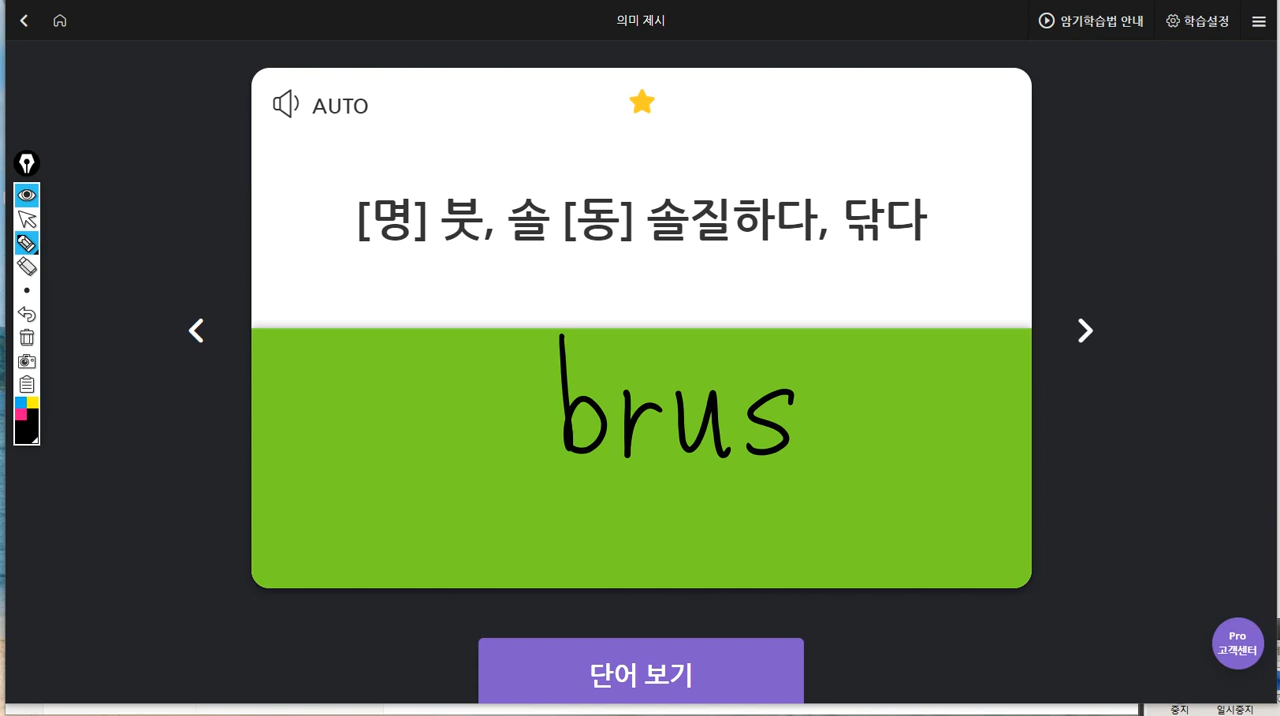 의미 제시
암기학습법 안내
학습설정
AUTO
[명] 붓, 솔 [동] 솔질하다, 닦다
brus
단어 보기
Pro
고객센터
중지
일시중지